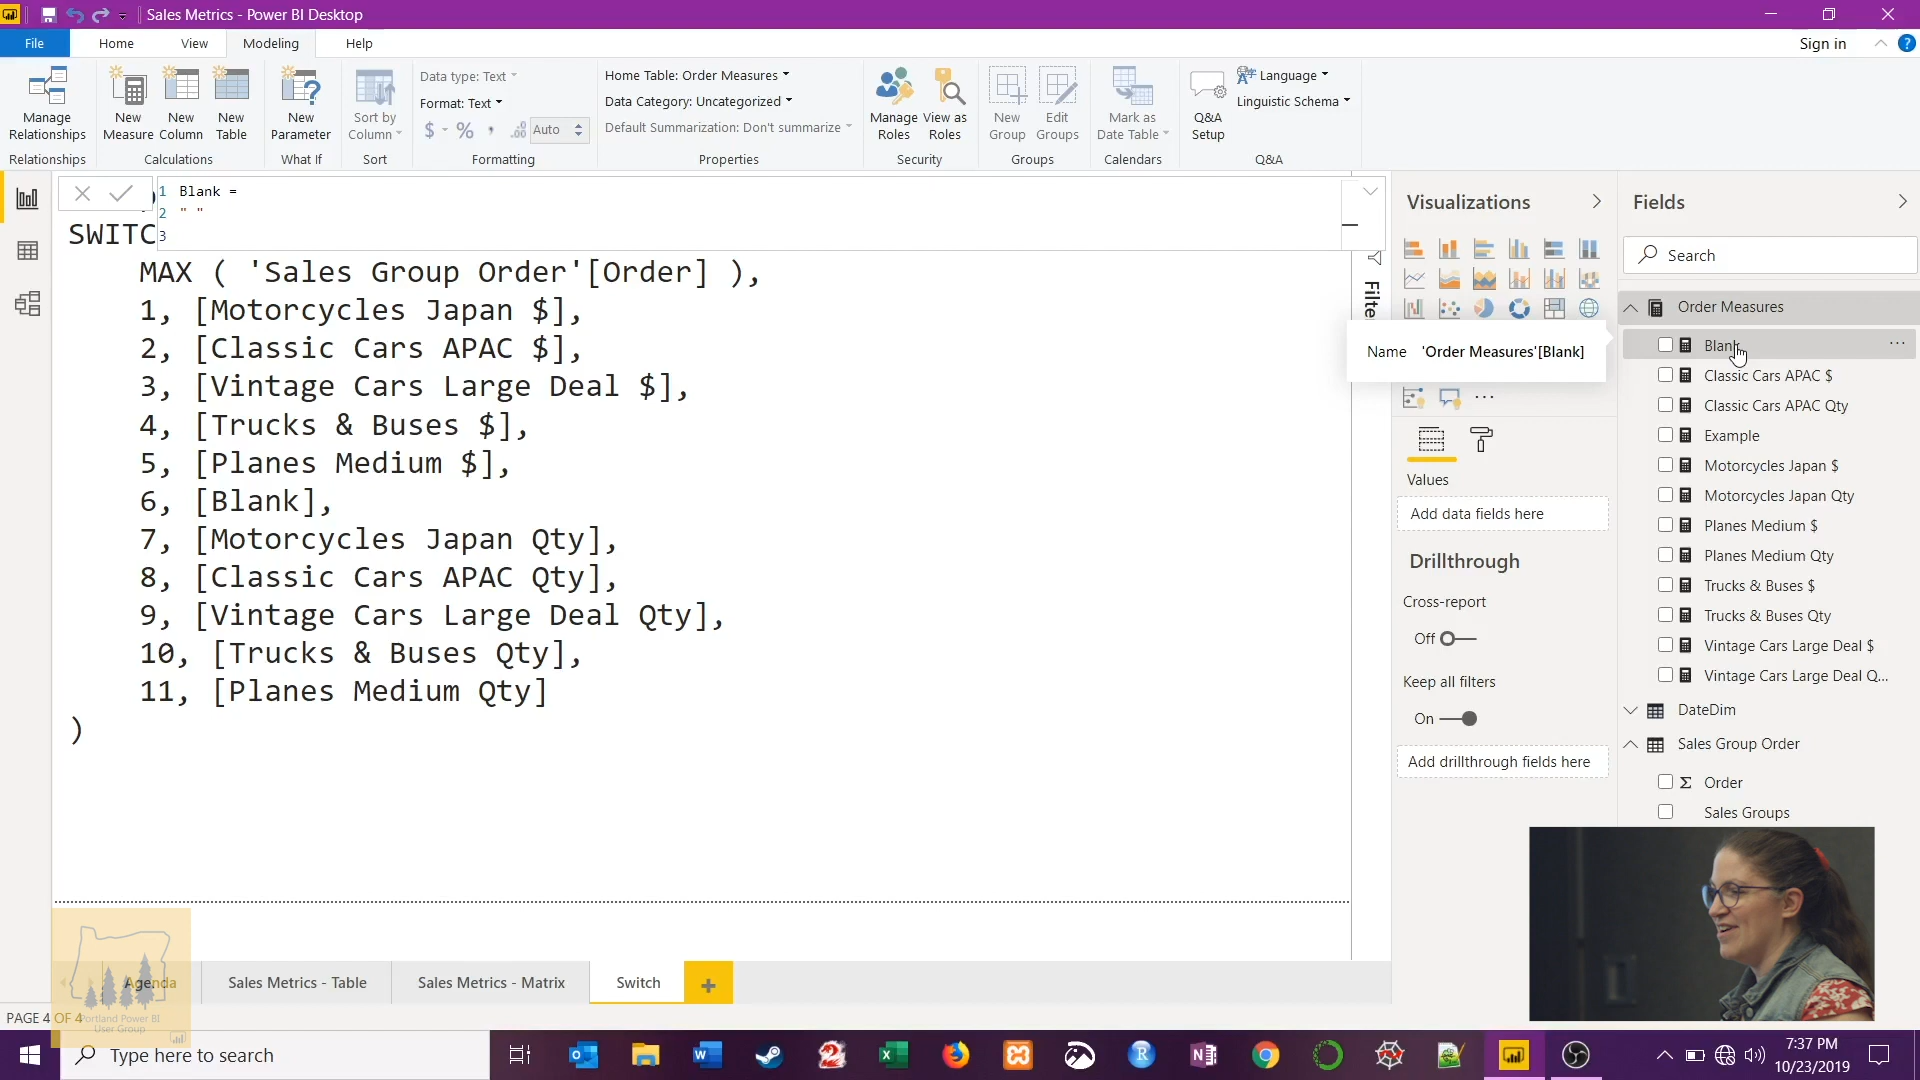 Sales Metrics - Power BI Desktop
File
Home
View
Modeling
Help
Sign in
?
Manage
Relationships
Relationships
New
Measure
New
Column
New
Table
Calculations
New
Parameter
What If
Sort by
Column
Sort
Data type: Text
Format: Text
$ % , .00 Auto
Formatting
Home Table: Order Measures
Data Category: Uncategorized
Default Summarization: Don't summarize
Properties
Manage
Roles
View as
Roles
Security
New
Group
Edit
Groups
Groups
Mark as
Date Table
Calendars
Q&A
Setup
Language
Linguistic Schema
Q&A
1 Blank =
2 " "
3
SWITC
MAX ( 'Sales Group Order'[Order] ),
1, [Motorcycles Japan $],
2, [Classic Cars APAC $],
3, [Vintage Cars Large Deal $],
4, [Trucks & Buses $],
5, [Planes Medium $],
6, [Blank],
7, [Motorcycles Japan Qty],
8, [Classic Cars APAC Qty],
9, [Vintage Cars Large Deal Qty],
10, [Trucks & Buses Qty],
11, [Planes Medium Qty]
)
Filte
Visualizations
Name 'Order Measures'[Blank]
Values
Add data fields here
Drillthrough
Cross-report
Off
Keep all filters
On
Add drillthrough fields here
Fields
Search
Order Measures
Blank
Classic Cars APAC $
Classic Cars APAC Qty
Example
Motorcycles Japan $
Motorcycles Japan Qty
Planes Medium $
Planes Medium Qty
Trucks & Buses $
Trucks & Buses Qty
Vintage Cars Large Deal $
Vintage Cars Large Deal Q...
DateDim
Sales Group Order
Σ Order
Sales Groups
Agenda
Sales Metrics - Table
Sales Metrics - Matrix
Switch
+
PAGE 4 OF 4
Portland Power BI
User Group
Type here to search
7:37 PM
10/23/2019